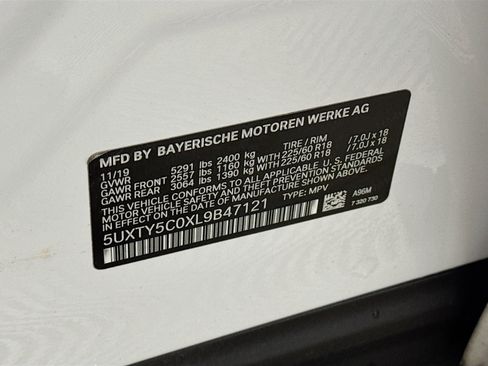 MFD BY BAYERISCHE MOTOREN WERKE AG
11/19 5291 lbs 2400 kg TIRE / RIM
GVWR
GAWR FRONT 2557 lbs 1160 kg WITH 225/60 R18 / 7.0J x 18
GAWR REAR 3064 lbs 1390 kg WITH 225/60 R18 / 7.0J x 18
THIS VEHICLE CONFORMS TO ALL APPLICABLE U.S. FEDERAL
MOTOR VEHICLE SAFETY, BUMPER, AND THEFT PREVENTION STANDARDS
IN EFFECT ON THE DATE OF MANUFACTURE SHOWN ABOVE.
5UXTY5C0XL9B47121 TYPE: MPV
A96M
7 320 730